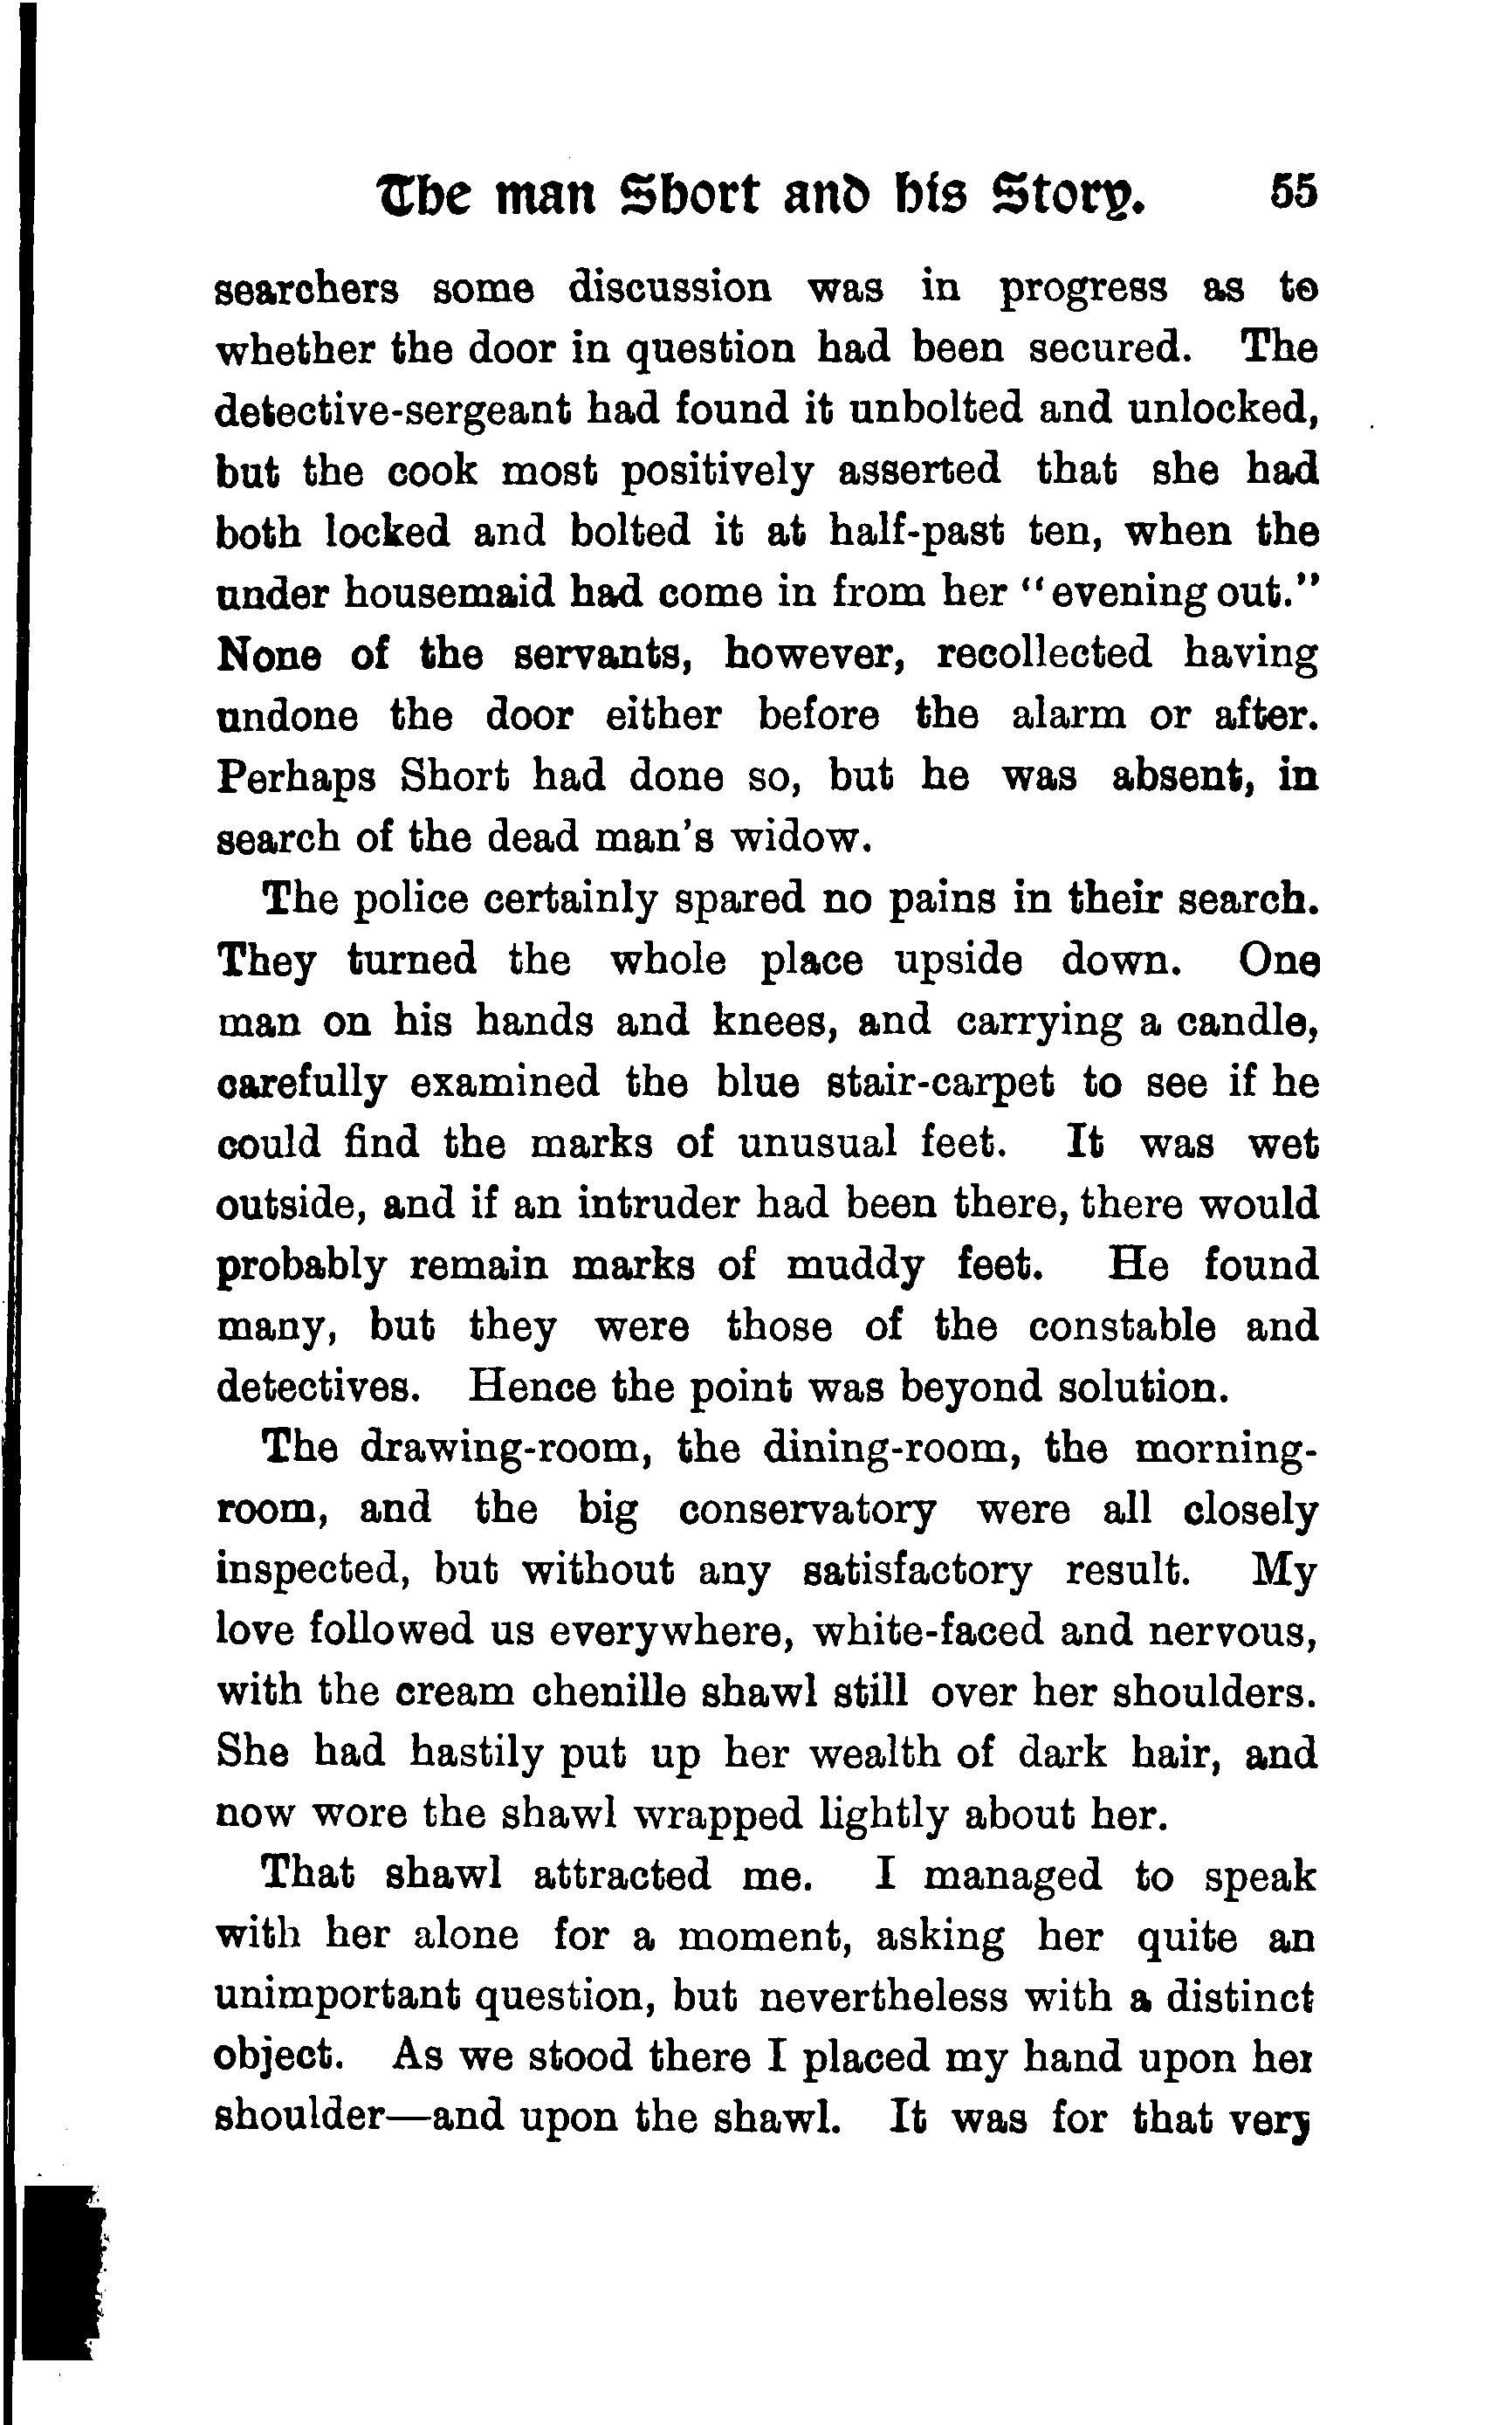 The man Short and his Story. 55
searchers some discussion was in progress as to
whether the door in question had been secured. The
detective-sergeant had found it unbolted and unlocked,
but the cook most positively asserted that she had
both locked and bolted it at half-past ten, when the
under housemaid had come in from her "evening out."
None of the servants, however, recollected having
undone the door either before the alarm or after.
Perhaps Short had done so, but he was absent, in
search of the dead man's widow.
The police certainly spared no pains in their search.
They turned the whole place upside down. One
man on his hands and knees, and carrying a candle,
carefully examined the blue stair-carpet to see if he
could find the marks of unusual feet. It was wet
outside, and if an intruder had been there, there would
probably remain marks of muddy feet. He found
many, but they were those of the constable and
detectives. Hence the point was beyond solution.
The drawing-room, the dining-room, the morning-
room, and the big conservatory were all closely
inspected, but without any satisfactory result. My
love followed us everywhere, white-faced and nervous,
with the cream chenille shawl still over her shoulders.
She had hastily put up her wealth of dark hair, and
now wore the shawl wrapped lightly about her.
That shawl attracted me. I managed to speak
with her alone for a moment, asking her quite an
unimportant question, but nevertheless with a distinct
object. As we stood there I placed my hand upon her
shoulder—and upon the shawl. It was for that very